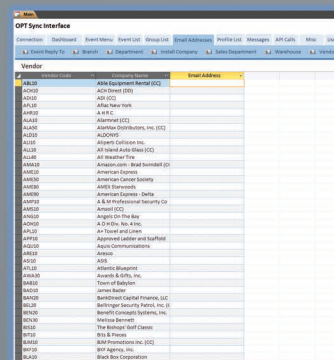 Main
OPT Sync Interface
Connection Dashboard Event Menu Event List Group List Email Addresses Profile List Messages API Calls Misc
Event Reply To Branch Department Install Company Sales Department Warehouse Vendo
Vendor
Vendor Code Company Name Email Address
ABL10 Able Equipment Rental (CC)
ACH10 ACH Direct (DD)
ADI10 ADI (CC)
AFL10 Aflac New York
AHR10 A H R C
ALA10 Alarmnet (CC)
ALA50 AlarMax Distributors, Inc. (CC)
ALD10 ALDONYS
ALI10 Aliperti Collision Inc.
ALL10 All Island Auto Glass (CC)
ALL40 All Weather Tire
AMA10 Amazon.com - Brad Swindell (C
AME10 American Express
AME50 American Cancer Society
AME80 AMEX Starwoods
AME90 American Express - Delta
AMP10 A & M Professional Security Co
AMS10 Amsoil (CC)
ANG10 Angels On The Bay
AOH10 A O H Div. No. 4 Inc.
APL10 A+ Towel and Linen
APP10 Approved Ladder and Scaffold
AQU10 Aquis Communications
ARE10 Aresco
ASI10 ASIS
ATL10 Atlantic Blueprint
AWA30 Awards & Gifts, Inc.
BAB10 Town of Babylon
BAD10 James Bader
BAN20 BankDirect Capital Finance, LLC
BEL20 Bellringer Security Patrol, Inc. (
BEN20 Benefit Concepts Systems, Inc.
BEN30 Melissa Bennett
BIS10 The Bishops' Golf Classic
BIT10 Bits & Pieces
BJM10 BJM Promotions Inc. (CC)
BKF10 BKF Agency, Inc.
BLA10 Black Box Corporation